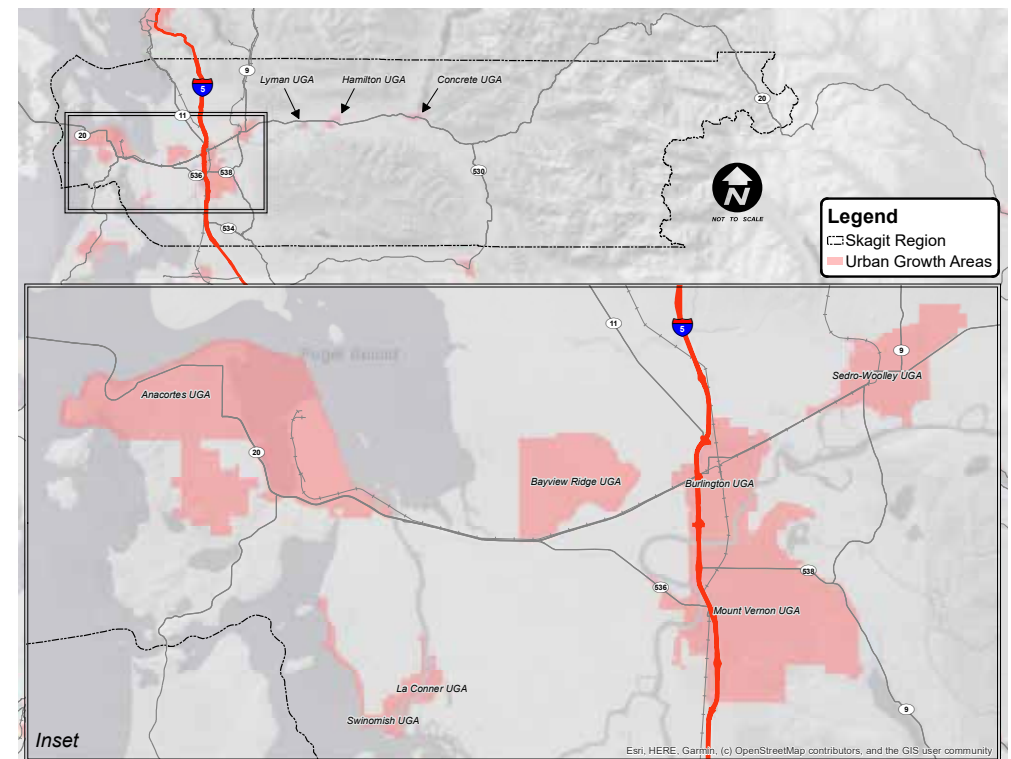 9
Lyman UGA
Hamilton UGA
Concrete UGA
5
20
11
20
536
538
530
N
NOT TO SCALE
534
Legend
Skagit Region
Urban Growth Areas
11
5
9
Puget Sound
Sedro-Woolley UGA
Anacortes UGA
20
Bayview Ridge UGA
Burlington UGA
538
536
Mount Vernon UGA
La Conner UGA
9
Swinomish UGA
Inset
Esri, HERE, Garmin, (c) OpenStreetMap contributors, and the GIS user community